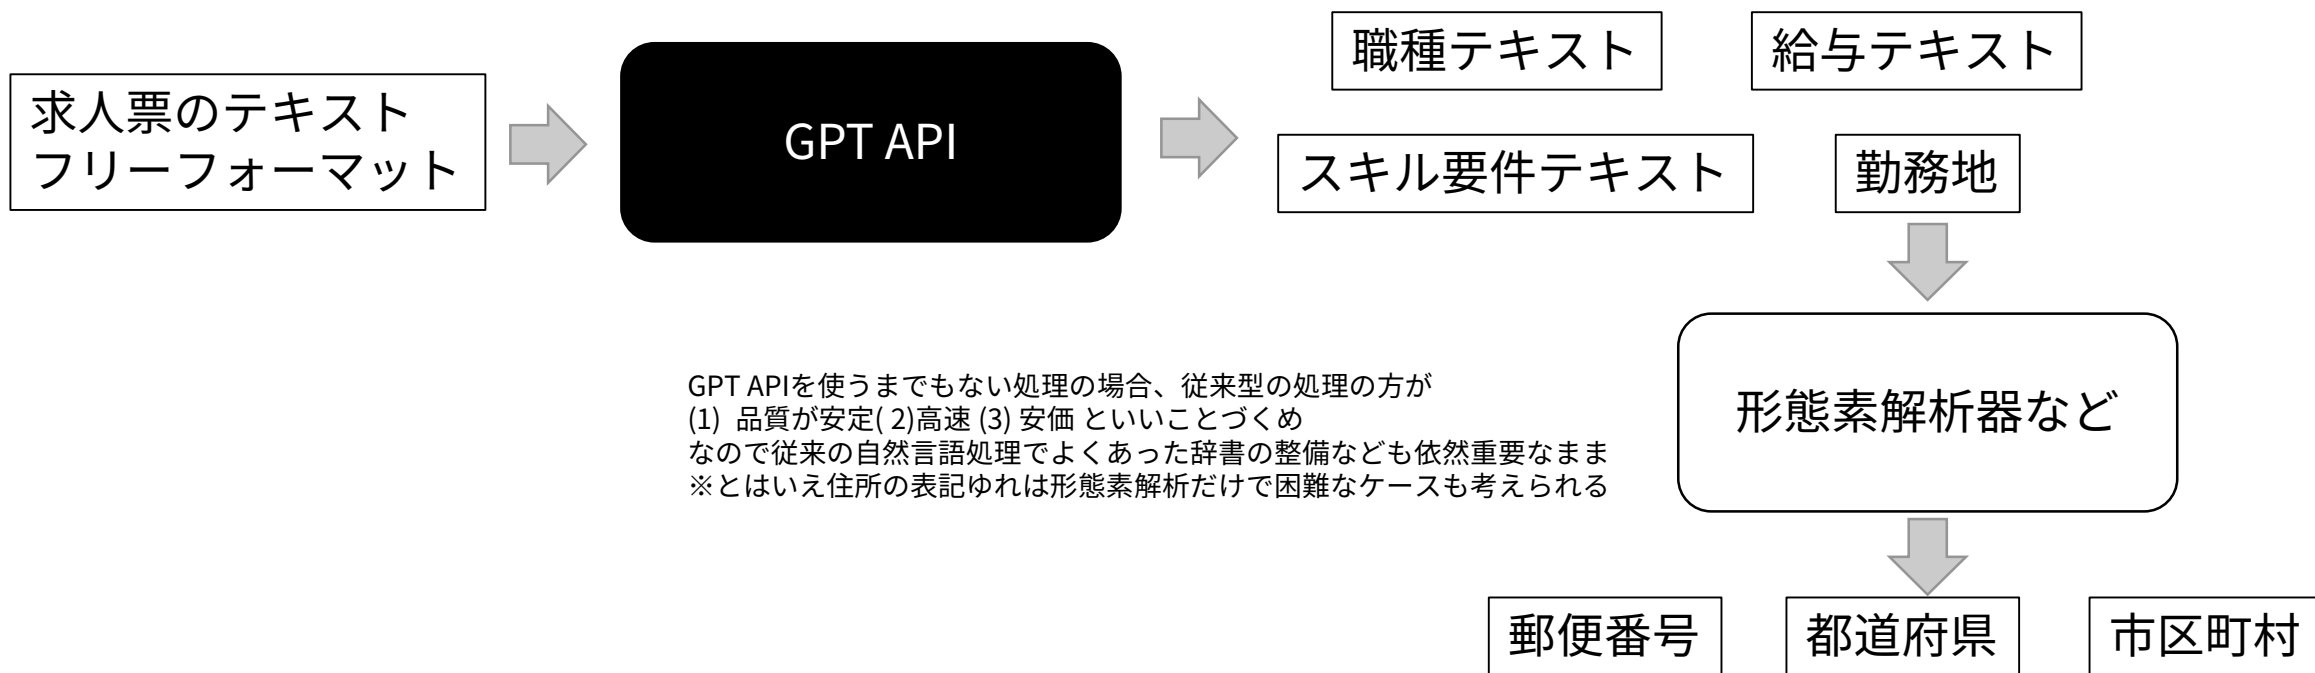 求人票のテキスト
フリーフォーマット
GPT API
職種テキスト
給与テキスト
スキル要件テキスト
勤務地
GPT APIを使うまでもない処理の場合、従来型の処理の方が
(1) 品質が安定( 2)高速 (3) 安価 といいことづくめ
なので従来の自然言語処理でよくあった辞書の整備なども依然重要なまま
※とはいえ住所の表記ゆれは形態素解析だけで困難なケースも考えられる
形態素解析器など
郵便番号
都道府県
市区町村